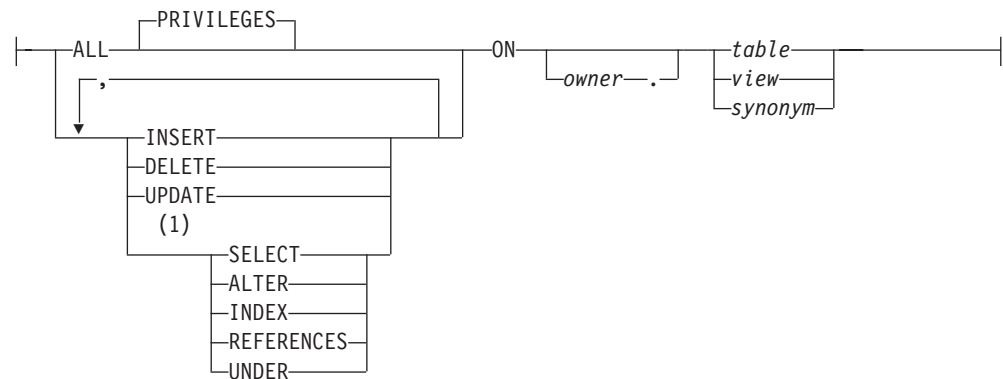 PRIVILEGES
ALL ON owner . table
, view
synonym
INSERT
DELETE
UPDATE
(1)
SELECT
ALTER
INDEX
REFERENCES
UNDER